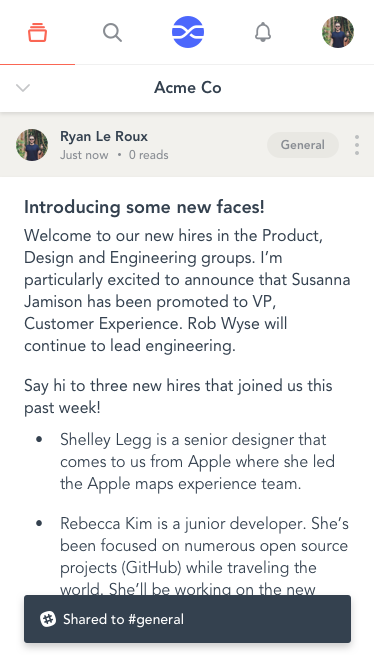 Acme Co
Ryan Le Roux
Just now • 0 reads
General
Introducing some new faces!
Welcome to our new hires in the Product,
Design and Engineering groups. I’m
particularly excited to announce that Susanna
Jamison has been promoted to VP,
Customer Experience. Rob Wyse will
continue to lead engineering.
Say hi to three new hires that joined us this
past week!
• Shelley Legg is a senior designer that
comes to us from Apple where she led
the Apple maps experience team.
• Rebecca Kim is a junior developer. She’s
been focused on numerous open source
projects (GitHub) while traveling the
world. She’ll be working on the new
Shared to #general